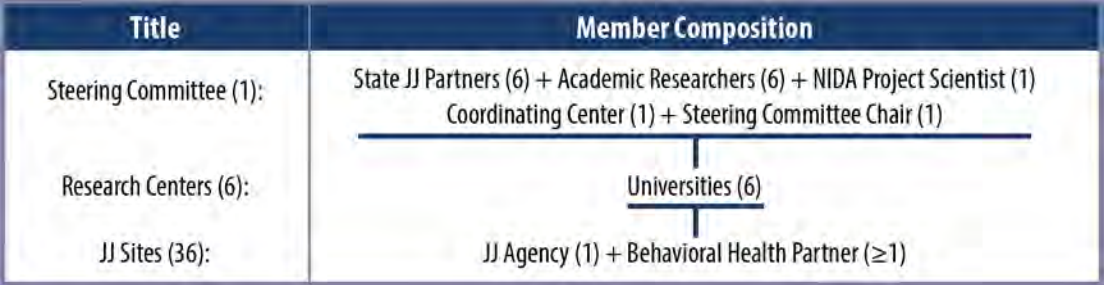 Title
Member Composition
Steering Committee (1):
State JJ Partners (6) + Academic Researchers (6) + NIDA Project Scientist (1)
Coordinating Center (1) + Steering Committee Chair (1)
Research Centers (6):
Universities (6)
JJ Sites (36):
JJ Agency (1) + Behavioral Health Partner (≥1)